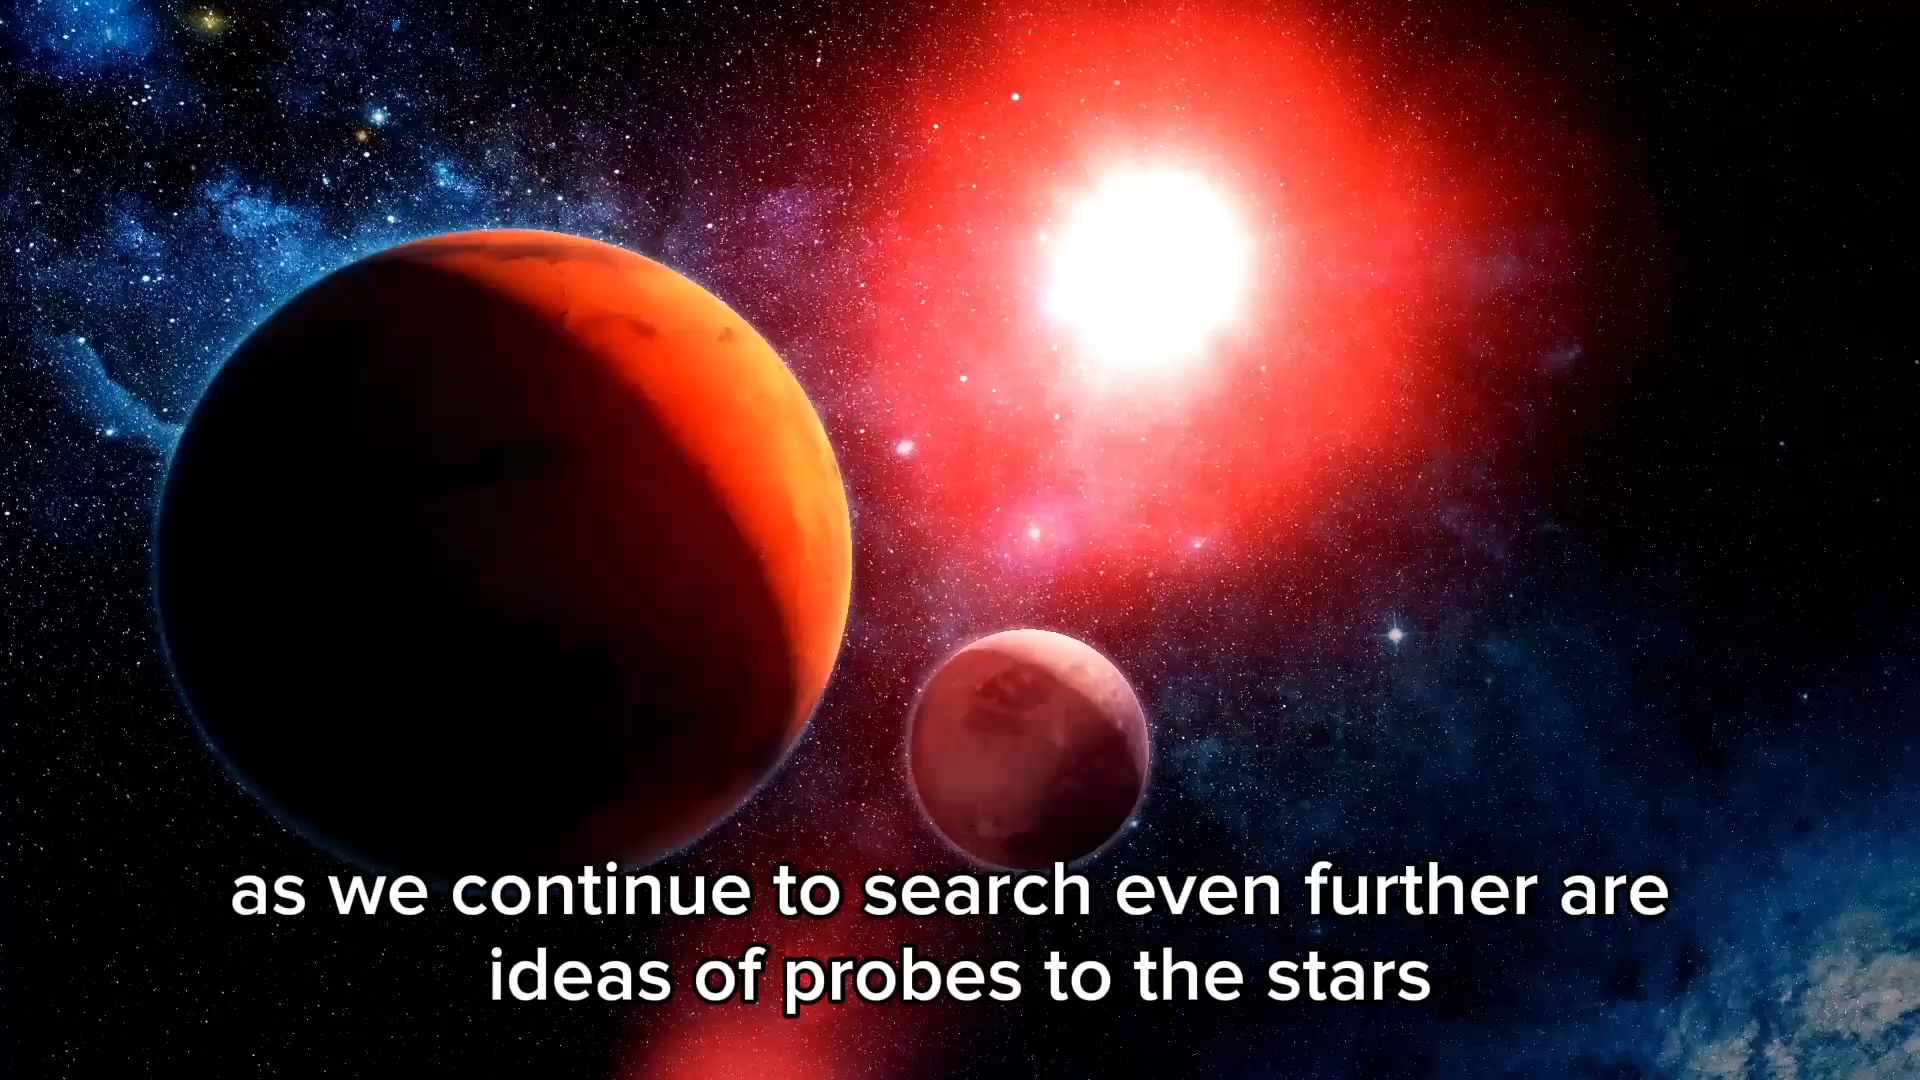 as we continue to search even further are
ideas of probes to the stars